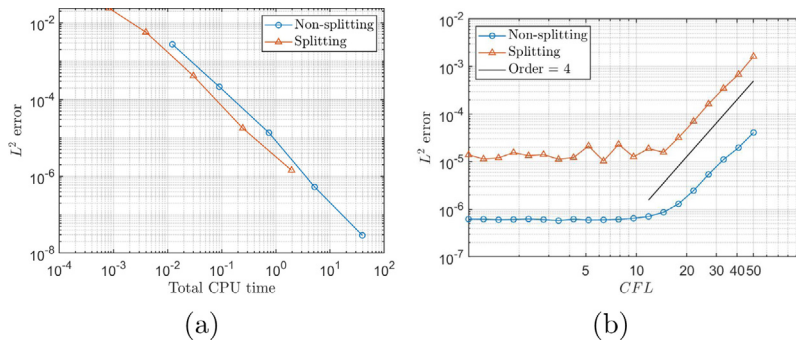 10^-2
10^-4
10^-6
10^-8
L^2 error
Non-splitting
Splitting
10^-4
10^-3
10^-2
10^-1
10^0
10^1
10^2
Total CPU time
(a)
10^-2
10^-3
10^-4
10^-5
10^-6
10^-7
L^2 error
Non-splitting
Splitting
Order = 4
5
10
20
30
40
50
CFL
(b)